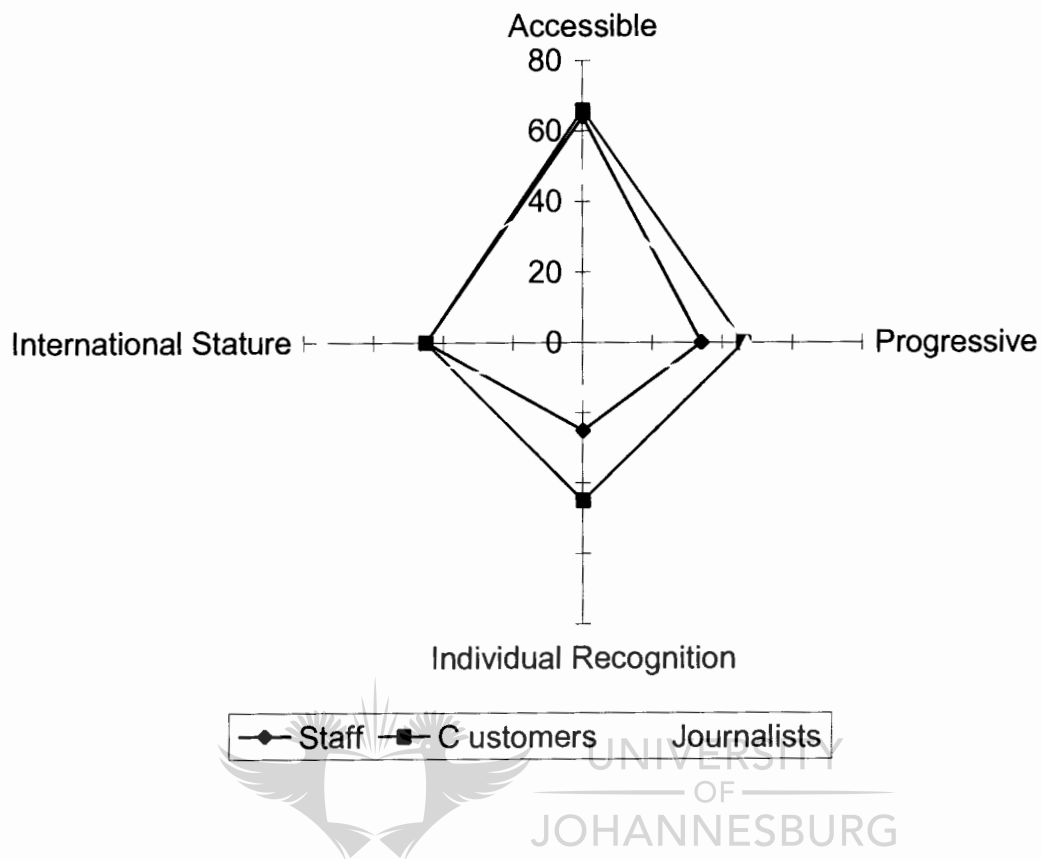 Accessible
80
60
40
20
International Stature
0
Progressive
Individual Recognition
Staff C ustomers Journalists
UNIVERSITY
OF
JOHANNESBURG